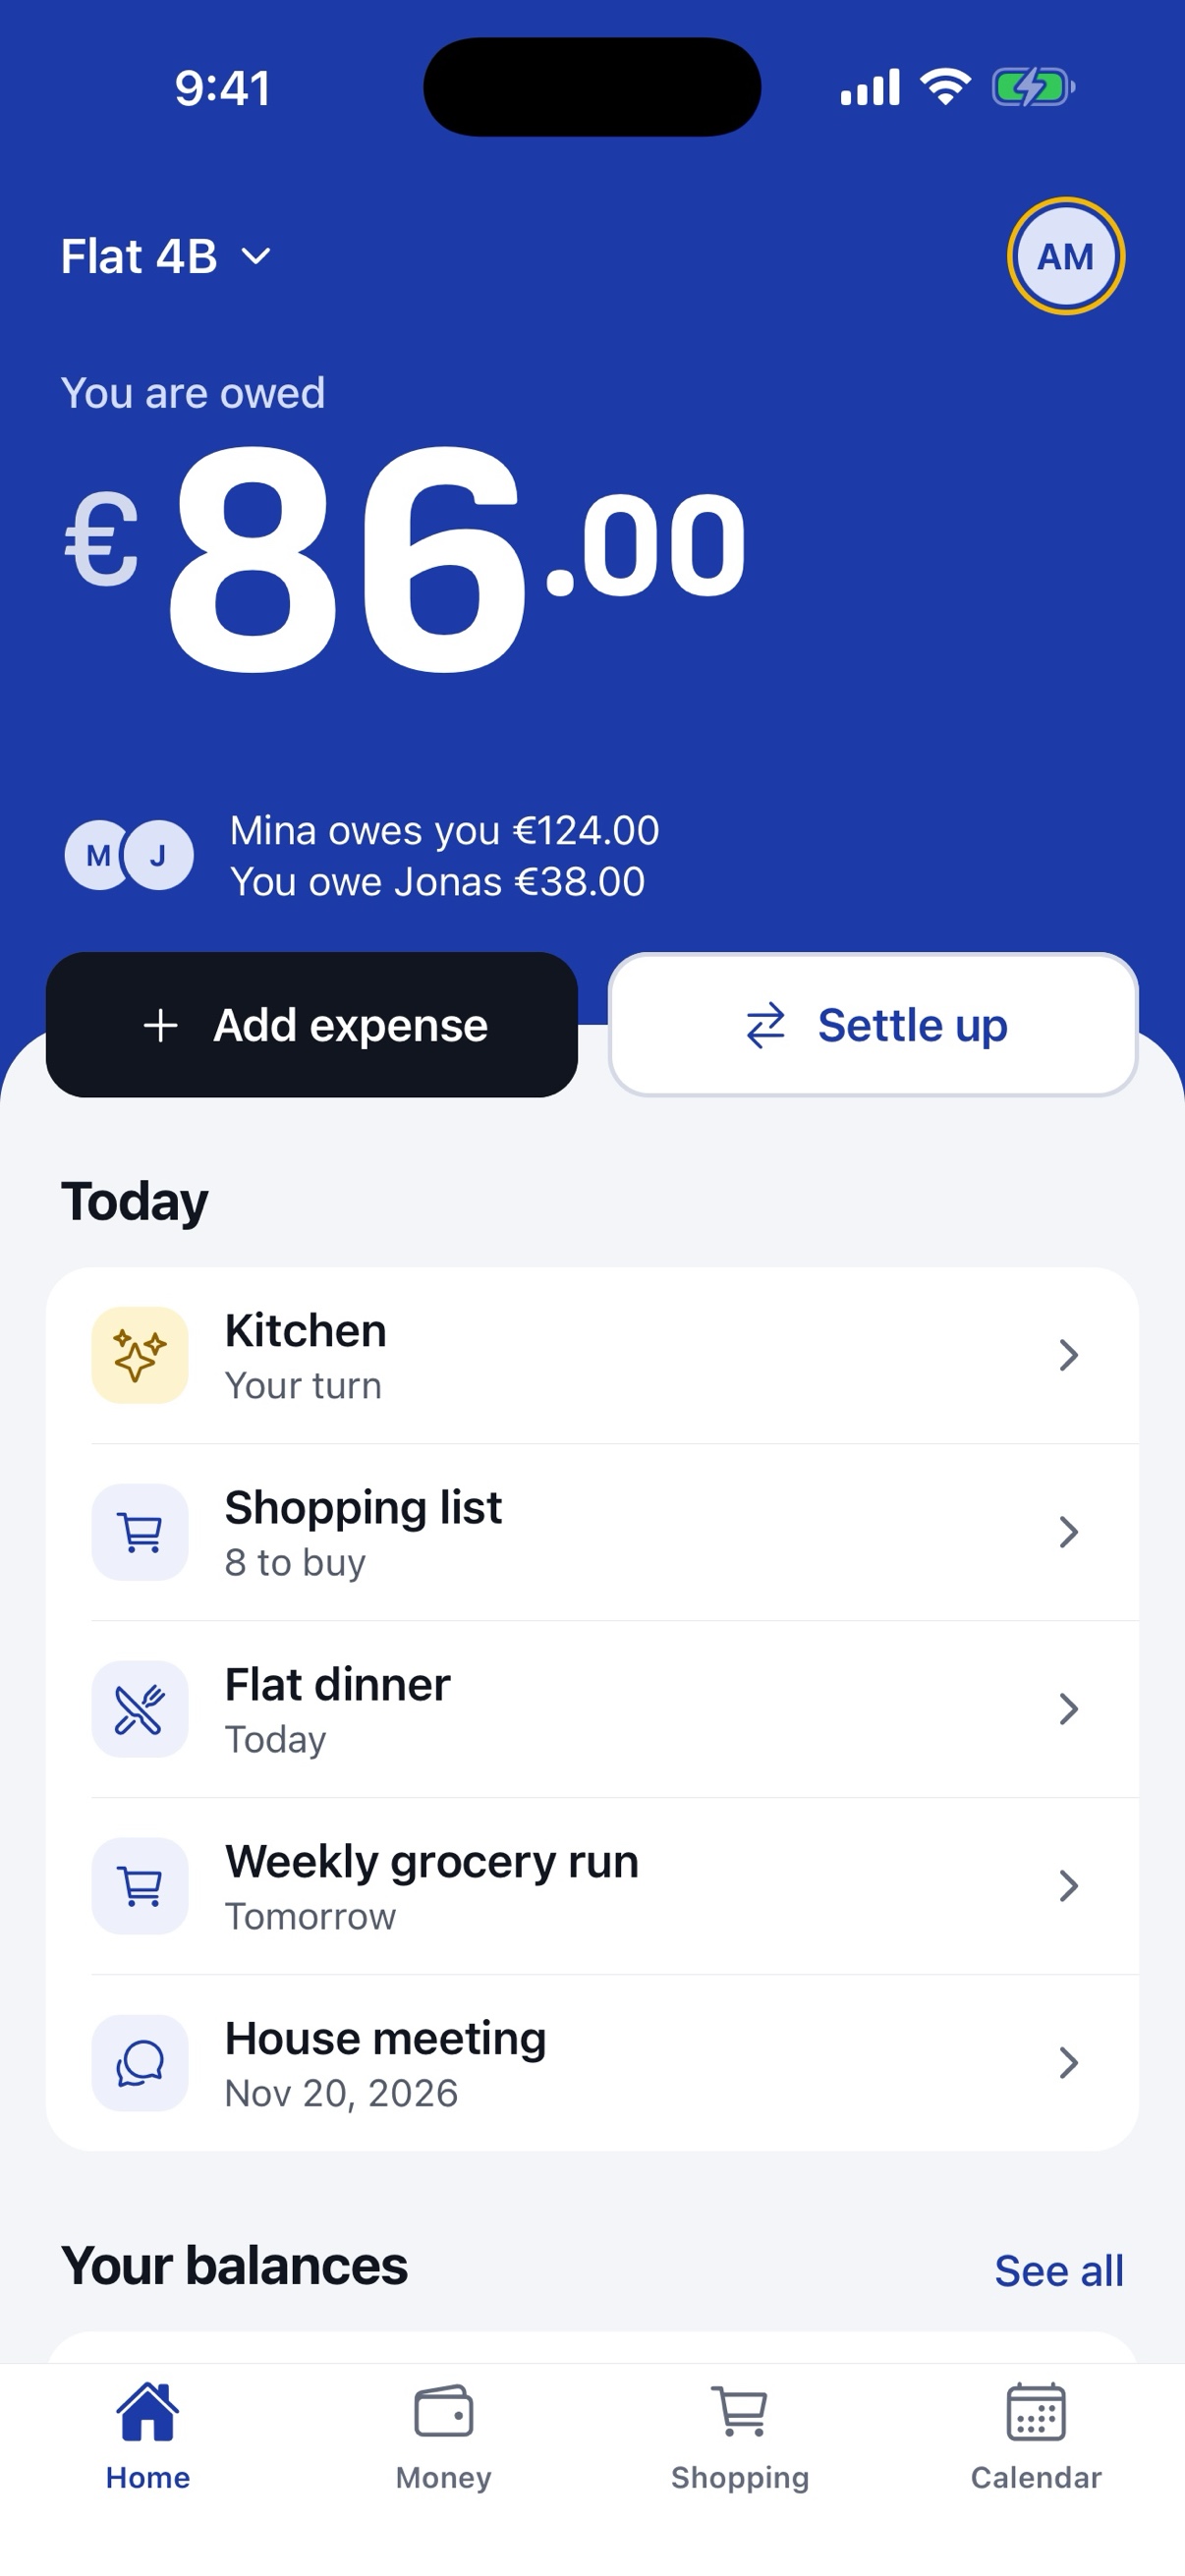 9:41
Flat 4B
AM
You are owed
€86.00
M J
Mina owes you €124.00
You owe Jonas €38.00
Add expense
Settle up
Today
Kitchen
Your turn
Shopping list
8 to buy
Flat dinner
Today
Weekly grocery run
Tomorrow
House meeting
Nov 20, 2026
Your balances
See all
Home
Money
Shopping
Calendar